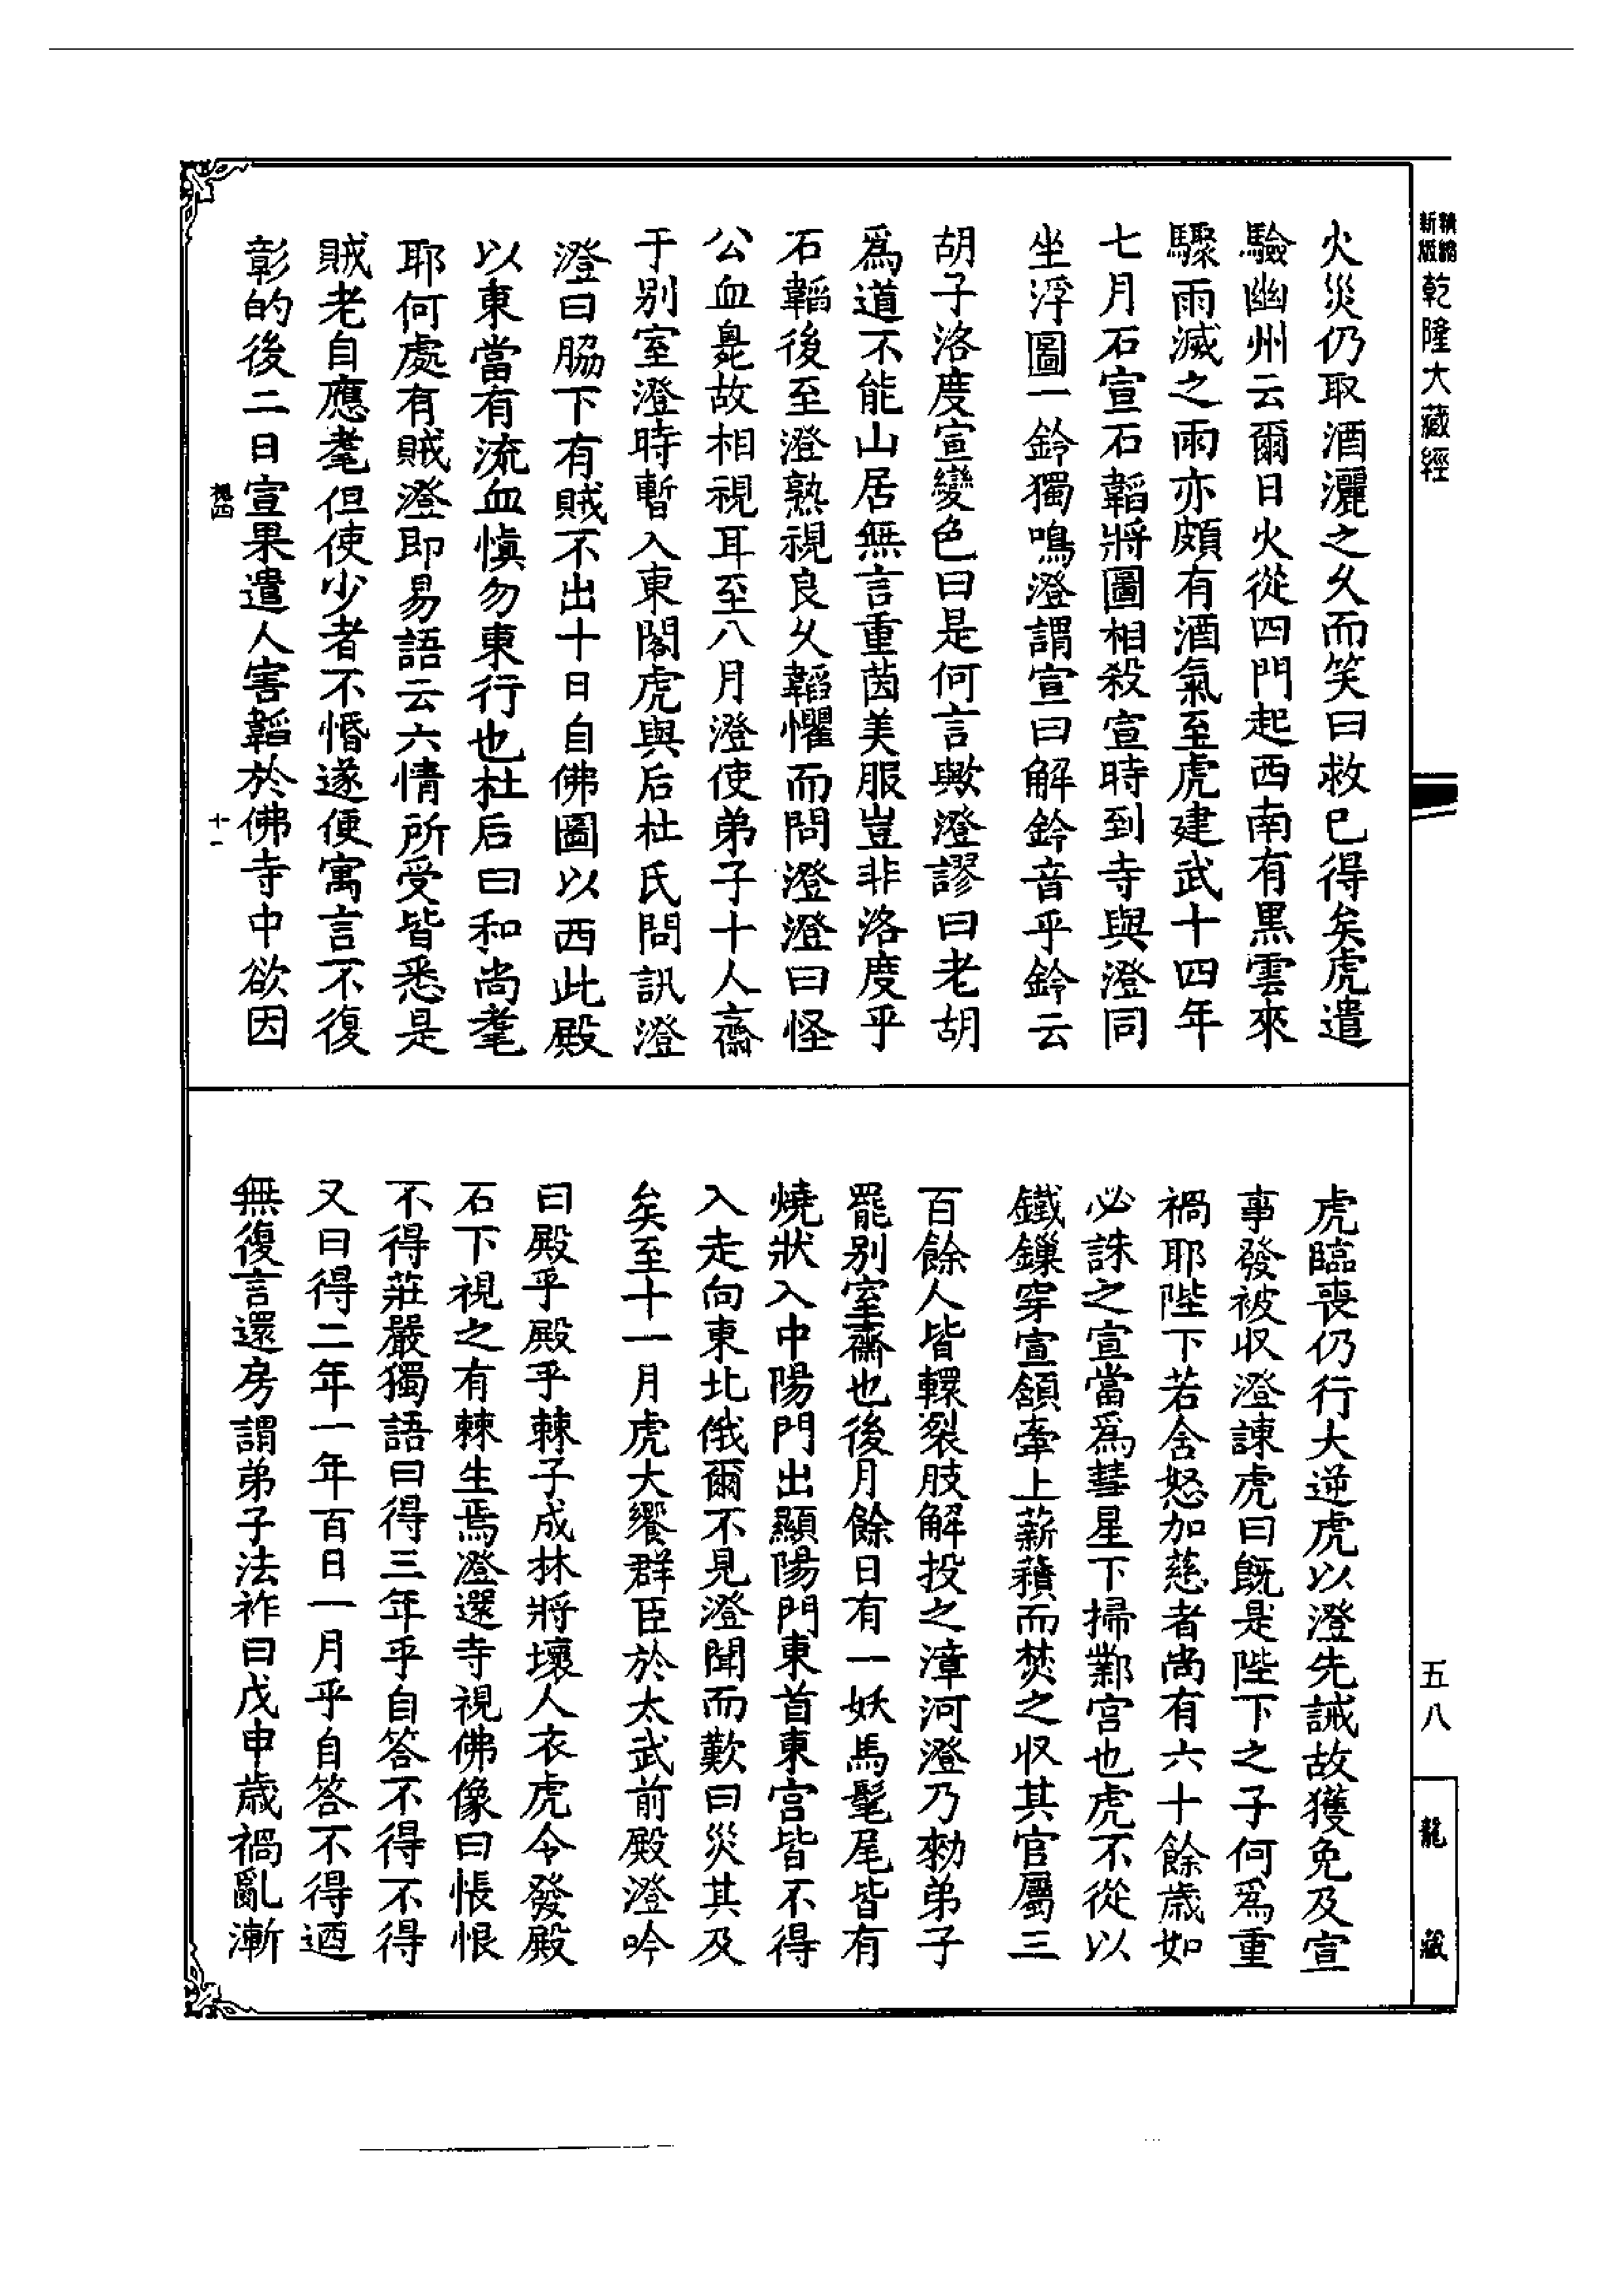 精縮
新版
乾隆大藏經
火災仍取酒灑之久而笑曰救已得矣虎遣
驗幽州云爾日火從四門起西南有黑雲來
驟雨滅之雨亦頗有酒氣至虎建武十四年
七月石宣石韜將圖相殺宣時到寺與澄同
坐浮圖一鈴獨鳴澄謂宣曰解鈴音乎鈴云
胡子洛度宣變色曰是何言歟澄謬曰老胡
爲道不能山居無言重茵美服豈非洛度乎
石韜後至澄熟視良久韜懼而問澄澄曰怪
公血臰故相視耳至八月澄使弟子十人齋
于別室澄時暫入東閣虎與后杜氏問訊澄
澄曰脇下有賊不出十日自佛圖以西此殿
以東當有流血慎勿東行也杜后曰和尚耄
耶何處有賊澄即易語云六情所受皆悉是
賊老自應耄但使少者不惛遂便寓言不復
彰的後二日宣果遣人害韜於佛寺中欲因
十一
虎臨喪仍行大逆虎以澄先誡故獲免及宣
事發被収澄諫虎曰既是陛下之子何爲重
禍耶陛下若含怒加慈者尚有六十餘歲如
必誅之宣當爲彗星下掃鄴宮也虎不從以
鐵鏁穿宣頷牽上薪積而焚之収其官屬三
百餘人皆轘裂肢解投之漳河澄乃勑弟子
罷別室齋也後月餘日有一妖馬髦尾皆有
燒狀入中陽門出顯陽門東首東宮皆不得
入走向東北俄爾不見澄聞而歎曰災其及
矣至十一月虎大饗群臣於太武前殿澄吟
曰殿乎殿乎棘子成林將壞人衣虎令發殿
石下視之有棘生焉澄還寺視佛像曰悵恨
不得莊嚴獨語曰得三年乎自答不得不得
又曰得二年一年百日一月乎自答不得迺
無復言還房謂弟子法祚曰戊申歲禍亂漸
五八
龍藏